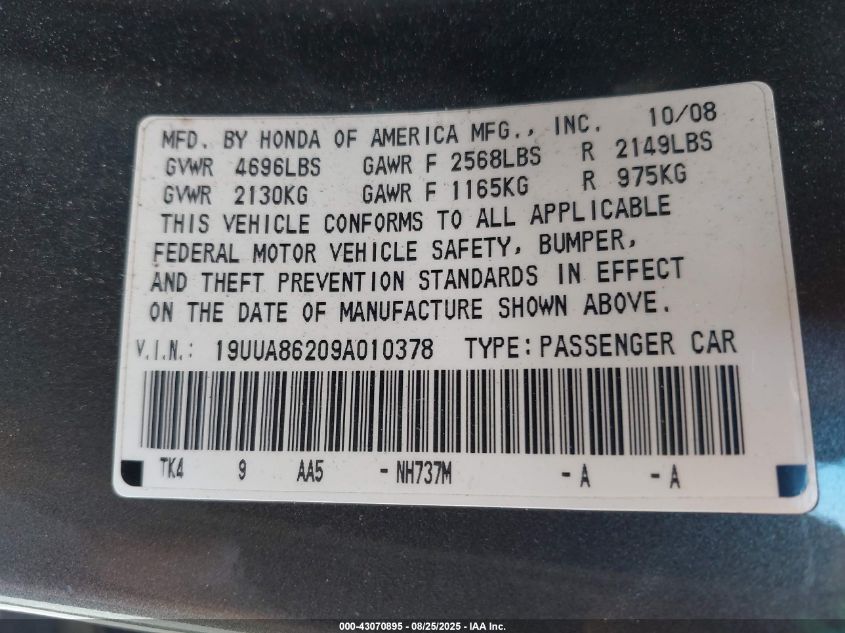 MFD. BY HONDA OF AMERICA MFG., INC. 10/08
GVWR 4696LBS GAWR F 2568LBS R 2149LBS
GVWR 2130KG GAWR F 1165KG R 975KG
THIS VEHICLE CONFORMS TO ALL APPLICABLE
FEDERAL MOTOR VEHICLE SAFETY, BUMPER,
AND THEFT PREVENTION STANDARDS IN EFFECT
ON THE DATE OF MANUFACTURE SHOWN ABOVE.
V.I.N.: 19UUA86209A010378 TYPE:PASSENGER CAR
TK4 9 AA5 -NH737M -A -A
000-43070895 - 08/25/2025 - IAA Inc.